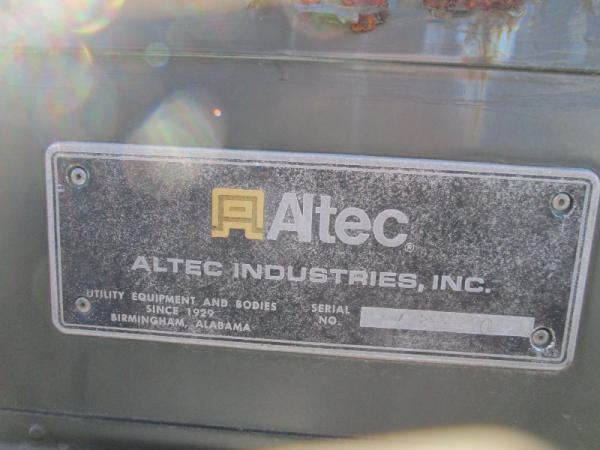 Altec®
ALTEC INDUSTRIES, INC.
UTILITY EQUIPMENT AND BODIES
SINCE 1929
BIRMINGHAM, ALABAMA
SERIAL
NO.